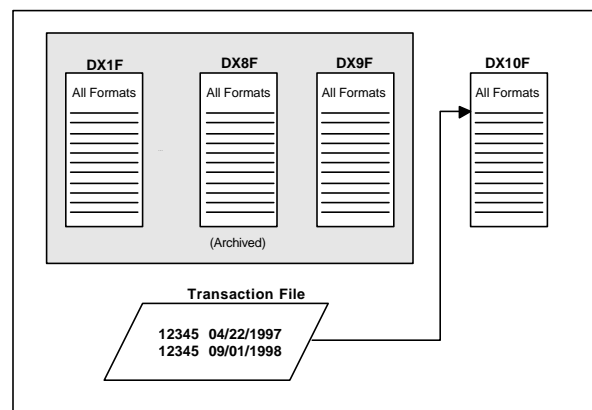 DX1F
DX8F
DX9F
DX10F
All Formats
All Formats
All Formats
All Formats
(Archived)
Transaction File
12345 04/22/1997
12345 09/01/1998